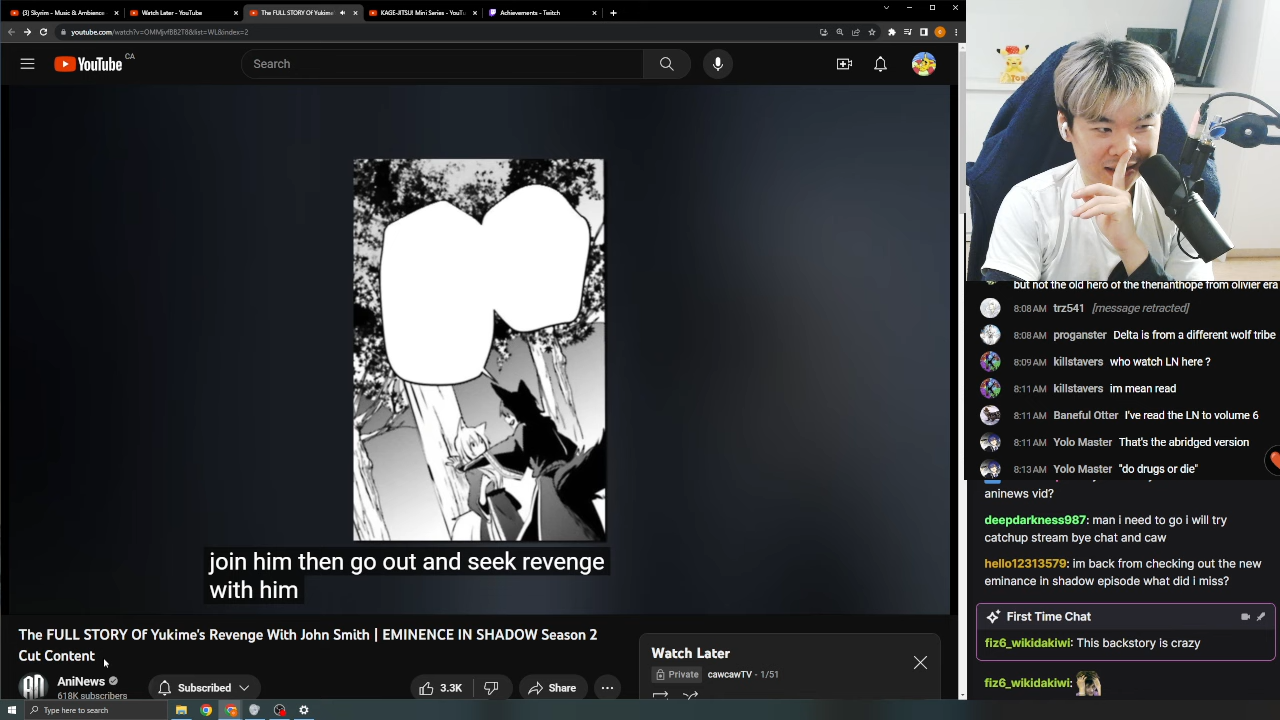 (3) Skyrim - Music & Ambience
Watch Later - YouTube
The FULL STORY Of Yukime
KAGE-JITSU! Mini Series - YouT
Achievements - Twitch
youtube.com/watch?v=OMMjvfBB2T8&list=WL&index=2
YouTube CA
Search
join him then go out and seek revenge
with him
The FULL STORY Of Yukime's Revenge With John Smith | EMINENCE IN SHADOW Season 2
Cut Content
AniNews
618K subscribers
Subscribed
3.3K
Share
Watch Later
Private cawcawTV - 1/51
Type here to search
but not the old hero of the therianthope from olivier era
8:08 AM trz541 [message retracted]
8:08 AM proganster Delta is from a different wolf tribe
8:09 AM killstavers who watch LN here ?
8:11 AM killstavers im mean read
8:11 AM Baneful Otter I've read the LN to volume 6
8:11 AM Yolo Master That's the abridged version
8:13 AM Yolo Master "do drugs or die"
aninews vid?
deepdarkness987: man i need to go i will try
catchup stream bye chat and caw
hello12313579: im back from checking out the new
eminance in shadow episode what did i miss?
First Time Chat
fiz6_wikidakiwi: This backstory is crazy
fiz6_wikidakiwi: